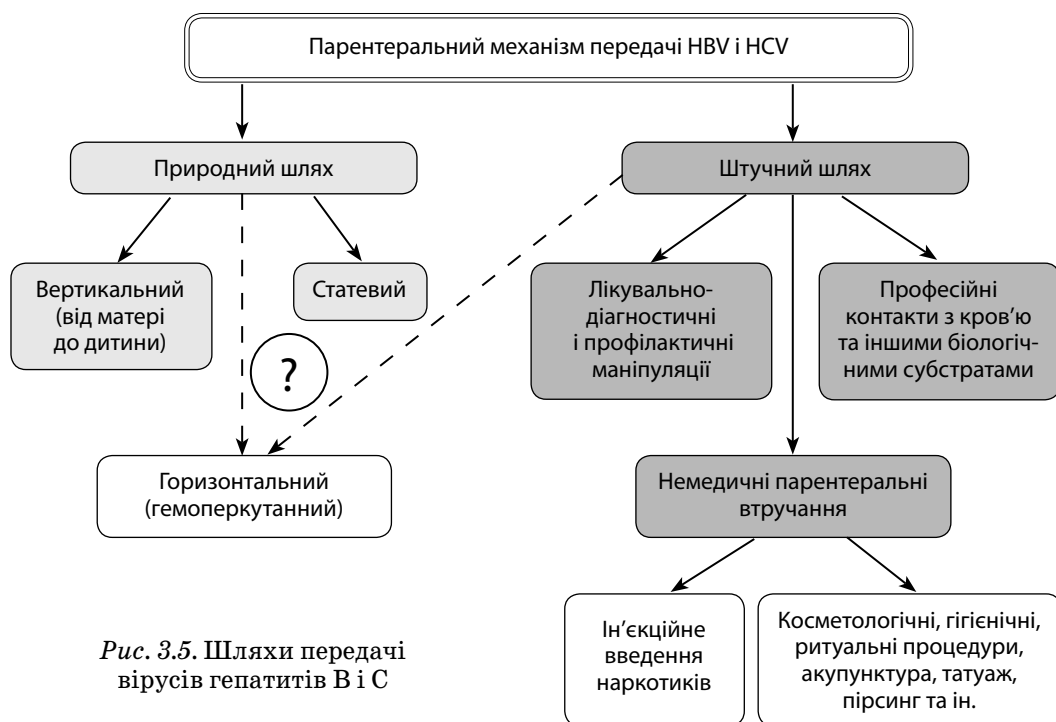 Парентеральний механізм передачі HBV і HCV
Природний шлях
Штучний шлях
Вертикальний
(від матері
до дитини)
Статевий
Лікувально-
діагностичні
і профілактичні
маніпуляції
Професійні
контакти з кров’ю
та іншими біологіч-
ними субстратами
?
Горизонтальний
(гемоперкутанний)
Немедичні парентеральні
втручання
Ін’єкційне
введення
наркотиків
Косметологічні, гігієнічні,
ритуальні процедури,
акупунктура, татуаж,
пірсинг та ін.
Рис. 3.5. Шляхи передачі
вірусів гепатитів В і С